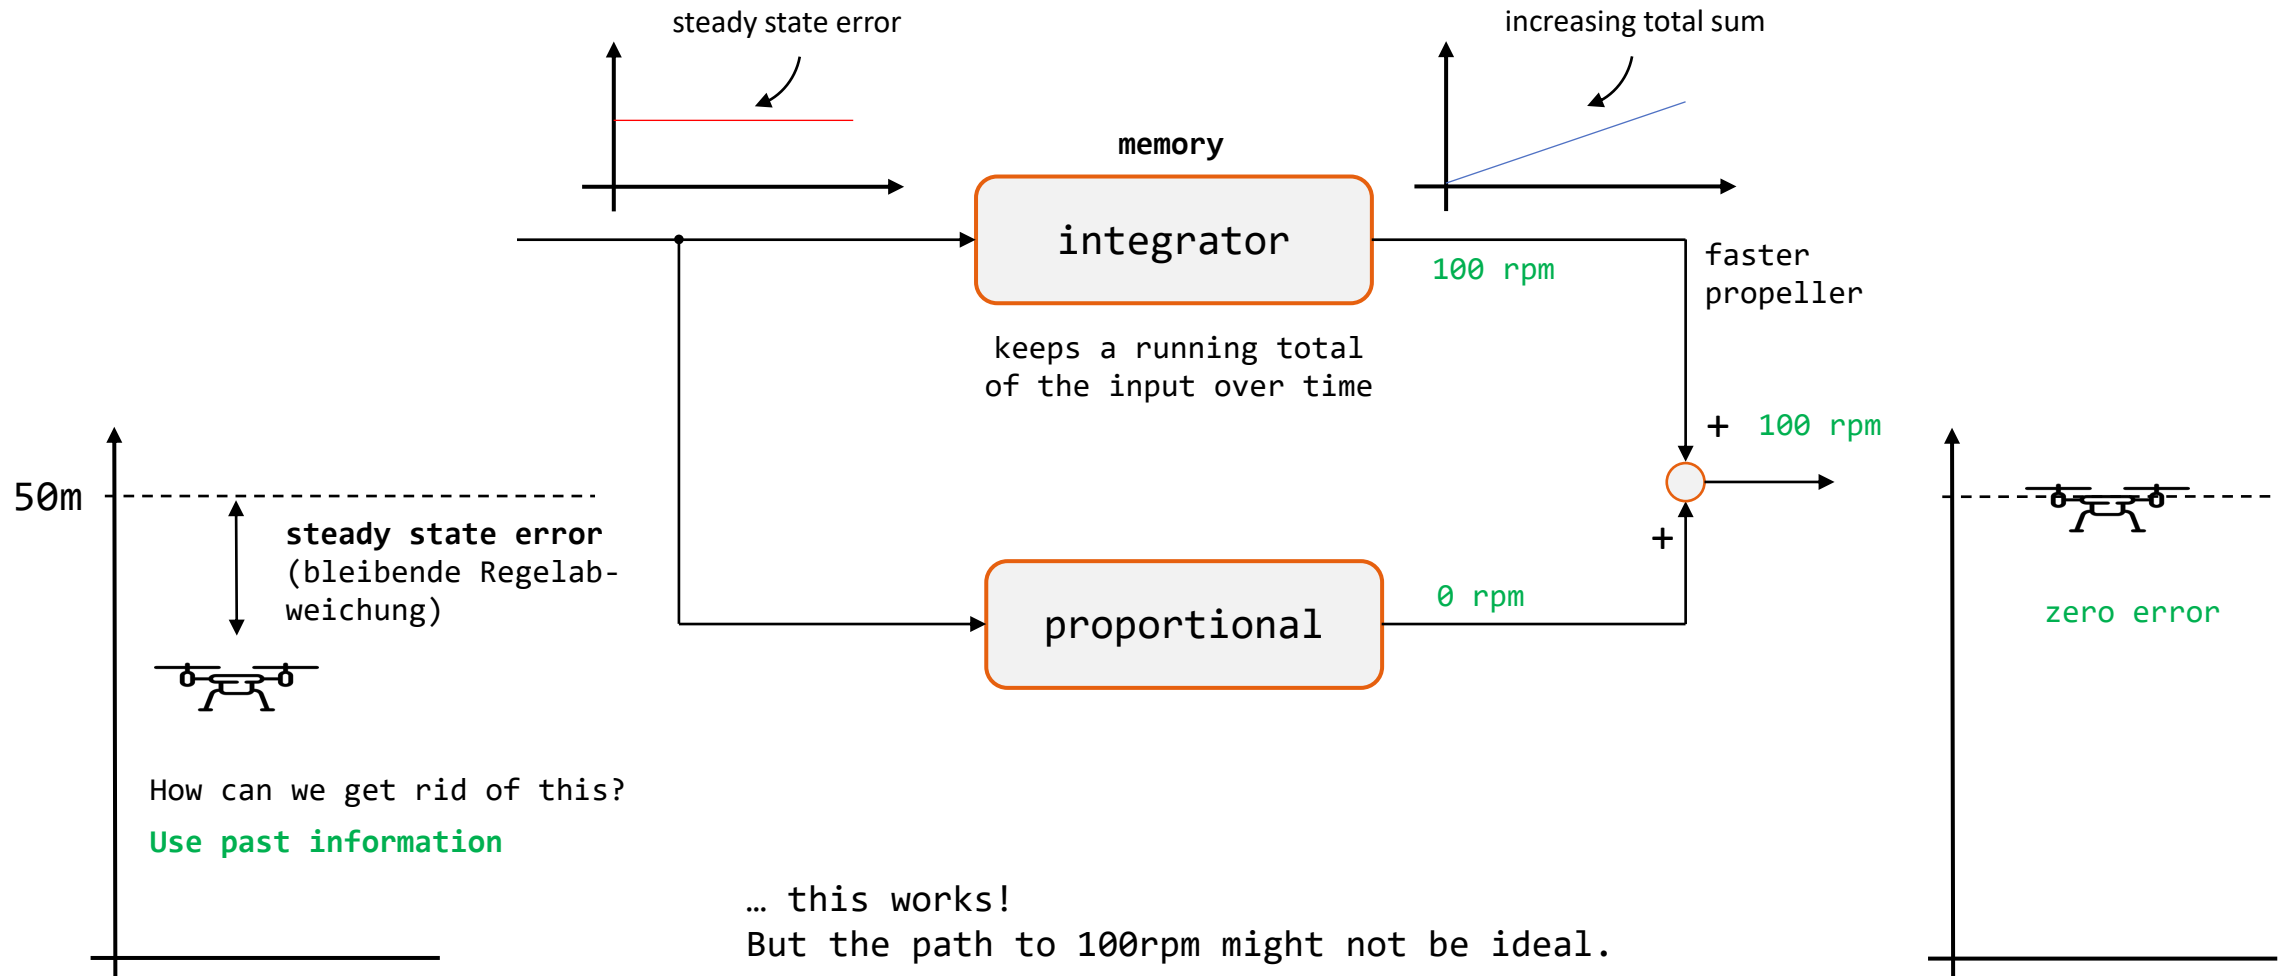 steady state error
increasing total sum
memory
integrator
100 rpm
faster
propeller
keeps a running total
of the input over time
+ 100 rpm
50m
steady state error
(bleibende Regelab-
weichung)
+
0 rpm
proportional
zero error
How can we get rid of this?
Use past information
… this works!
But the path to 100rpm might not be ideal.